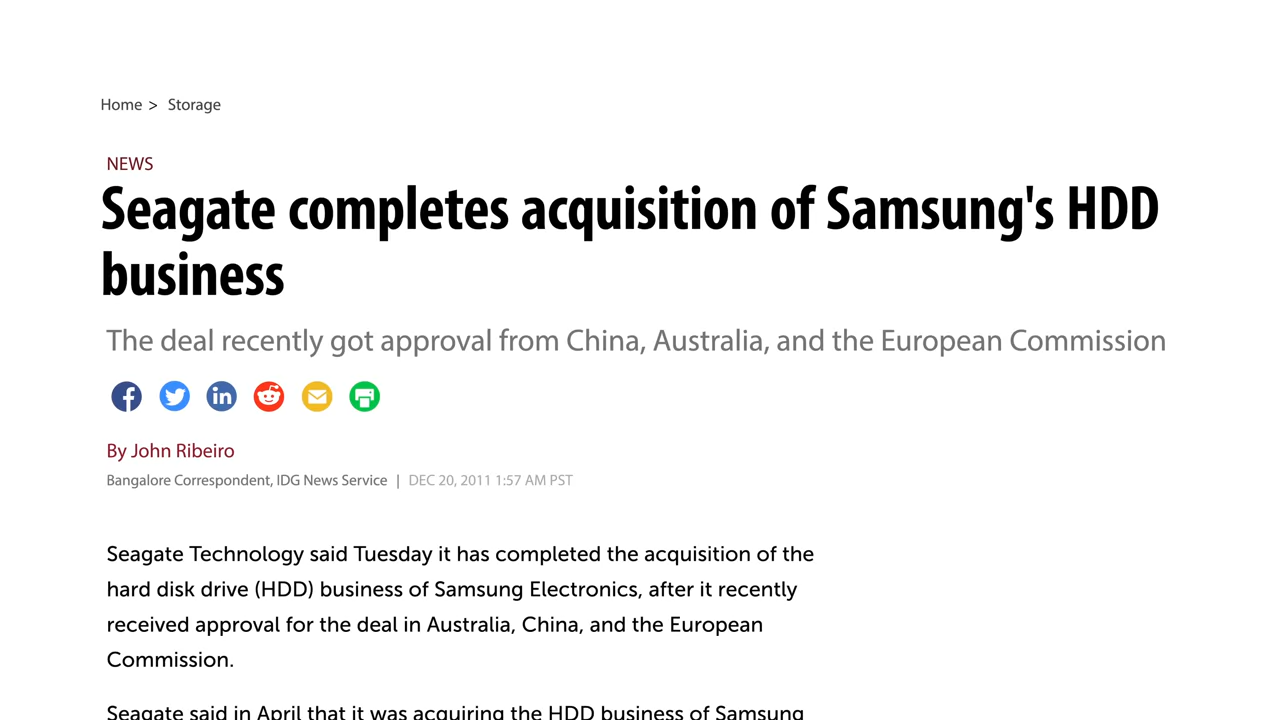 Home > Storage
NEWS
Seagate completes acquisition of Samsung's HDD
business
The deal recently got approval from China, Australia, and the European Commission
By John Ribeiro
Bangalore Correspondent, IDG News Service | DEC 20, 2011 1:57 AM PST
Seagate Technology said Tuesday it has completed the acquisition of the
hard disk drive (HDD) business of Samsung Electronics, after it recently
received approval for the deal in Australia, China, and the European
Commission.
Seagate said in April that it was acquiring the HDD business of Samsung